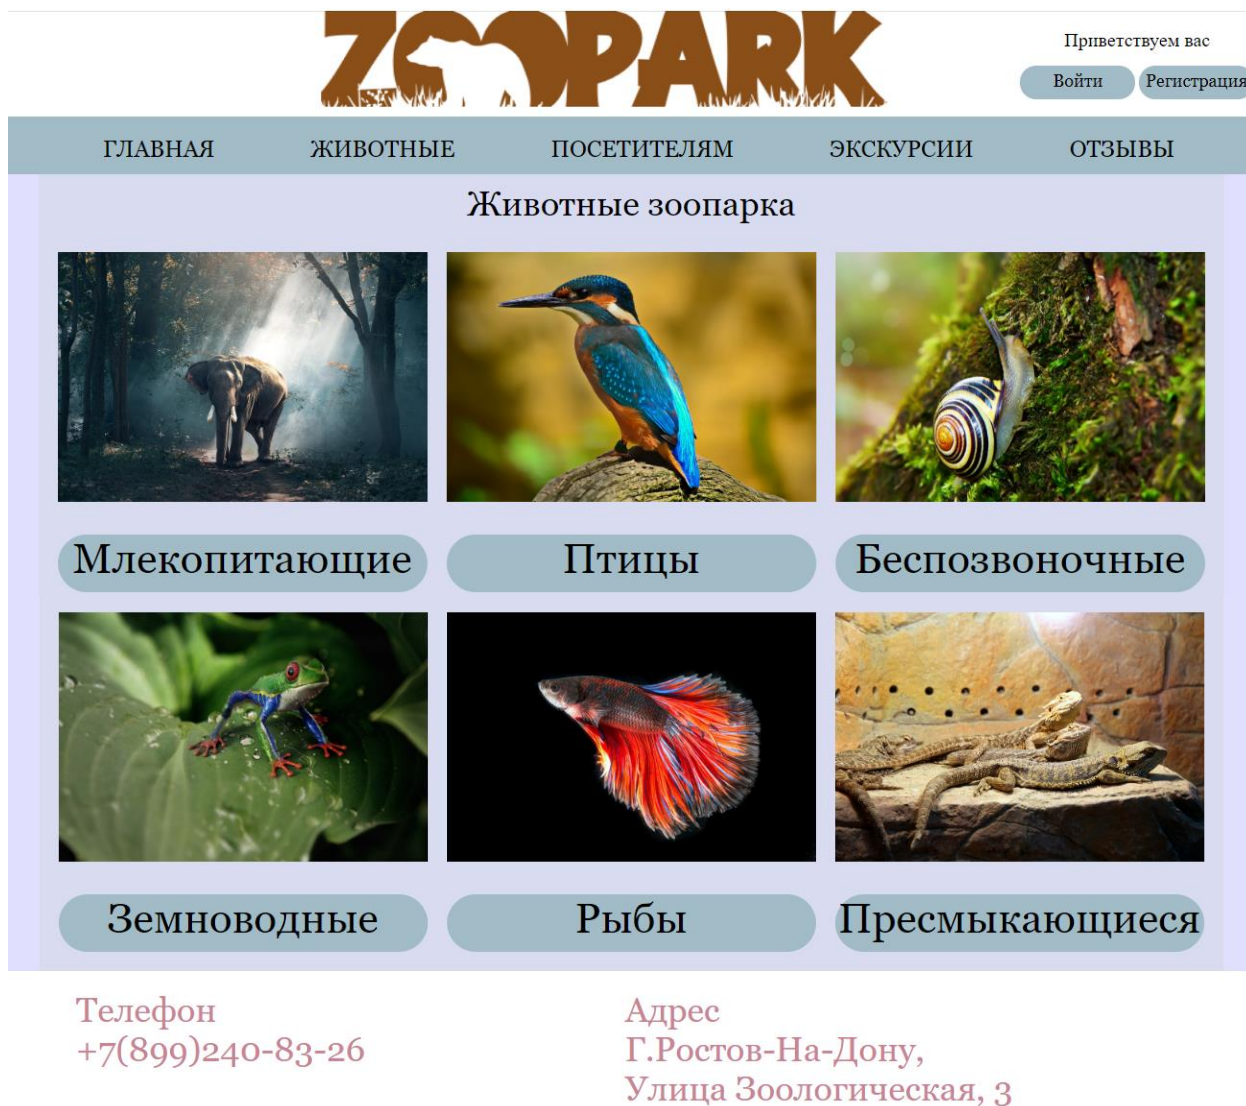 ZOOPARK
Приветствуем вас
Войти
Регистрация
ГЛАВНАЯ ЖИВОТНЫЕ ПОСЕТИТЕЛЯМ ЭКСКУРСИИ ОТЗЫВЫ
Животные зоопарка
Млекопитающие
Птицы
Беспозвоночные
Земноводные
Рыбы
Пресмыкающиеся
Телефон
+7(899)240-83-26
Адрес
Г.Ростов-На-Дону,
Улица Зоологическая, 3